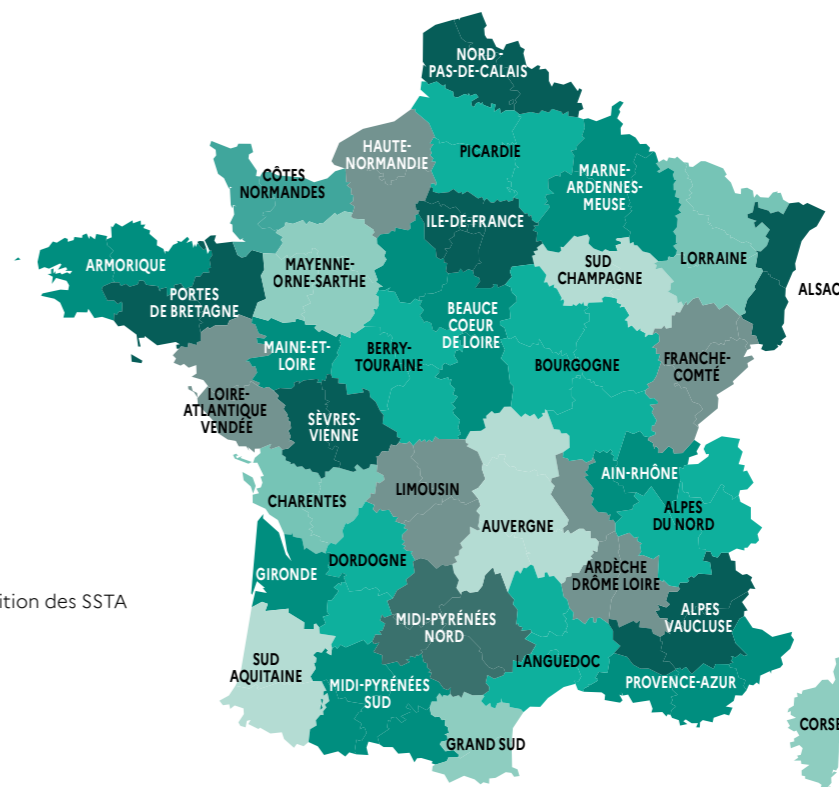 NORD -
PAS-DE-CALAIS
HAUTE-
NORMANDIE
PICARDIE
CÔTES
NORMANDES
MARNE-
ARDENNES-
MEUSE
ILE-DE-FRANCE
ARMORIQUE
MAYENNE-
ORNE-SARTHE
SUD
CHAMPAGNE
LORRAINE
ALSAC
PORTES
DE BRETAGNE
BEAUCE
COEUR
DE LOIRE
MAINE-ET-
LOIRE
BERRY-
TOURAINE
BOURGOGNE
FRANCHE-
COMTÉ
LOIRE-
ATLANTIQUE
VENDÉE
SÈVRES-
VIENNE
AIN-RHÔNE
CHARENTES
LIMOUSIN
AUVERGNE
ALPES
DU NORD
GIRONDE
DORDOGNE
ARDÈCHE
DRÔME LOIRE
ition des SSTA
MIDI-PYRÉNÉES
NORD
ALPES
VAUCLUSE
SUD
AQUITAINE
MIDI-PYRÉNÉES
SUD
LANGUEDOC
PROVENCE-AZUR
GRAND SUD
CORSE